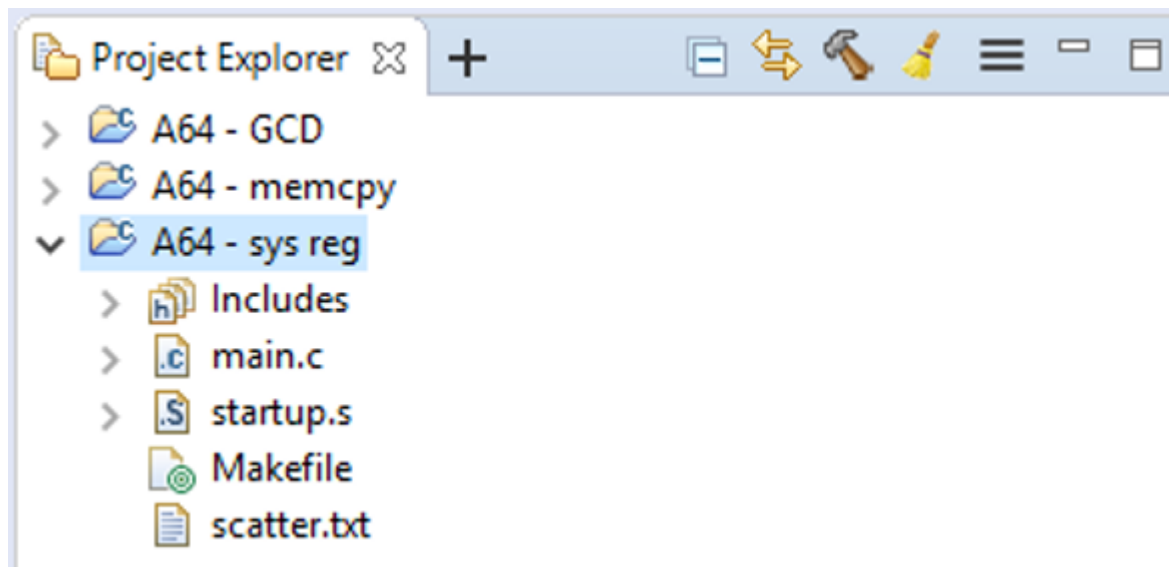 Project Explorer
A64 - GCD
A64 - memcpy
A64 - sys reg
Includes
main.c
startup.s
Makefile
scatter.txt